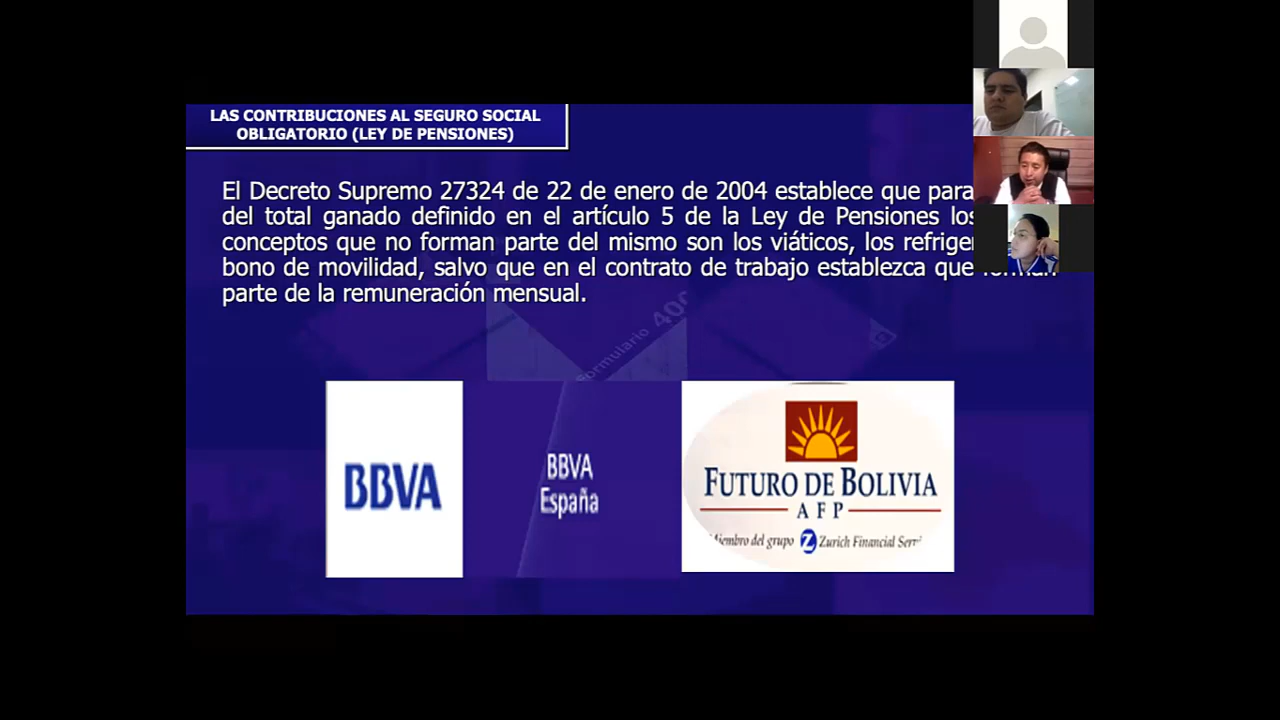 LAS CONTRIBUCIONES AL SEGURO SOCIAL
OBLIGATORIO (LEY DE PENSIONES)
El Decreto Supremo 27324 de 22 de enero de 2004 establece que para
del total ganado definido en el artículo 5 de la Ley de Pensiones los
conceptos que no forman parte del mismo son los viáticos, los
bono de movilidad, salvo que en el contrato de trabajo establezca que
parte de la remuneración mensual.
Formulario 400
BBVA
BBVA
España
FUTURO DE BOLIVIA
AFP
Miembro del grupo Z Zurich Financial